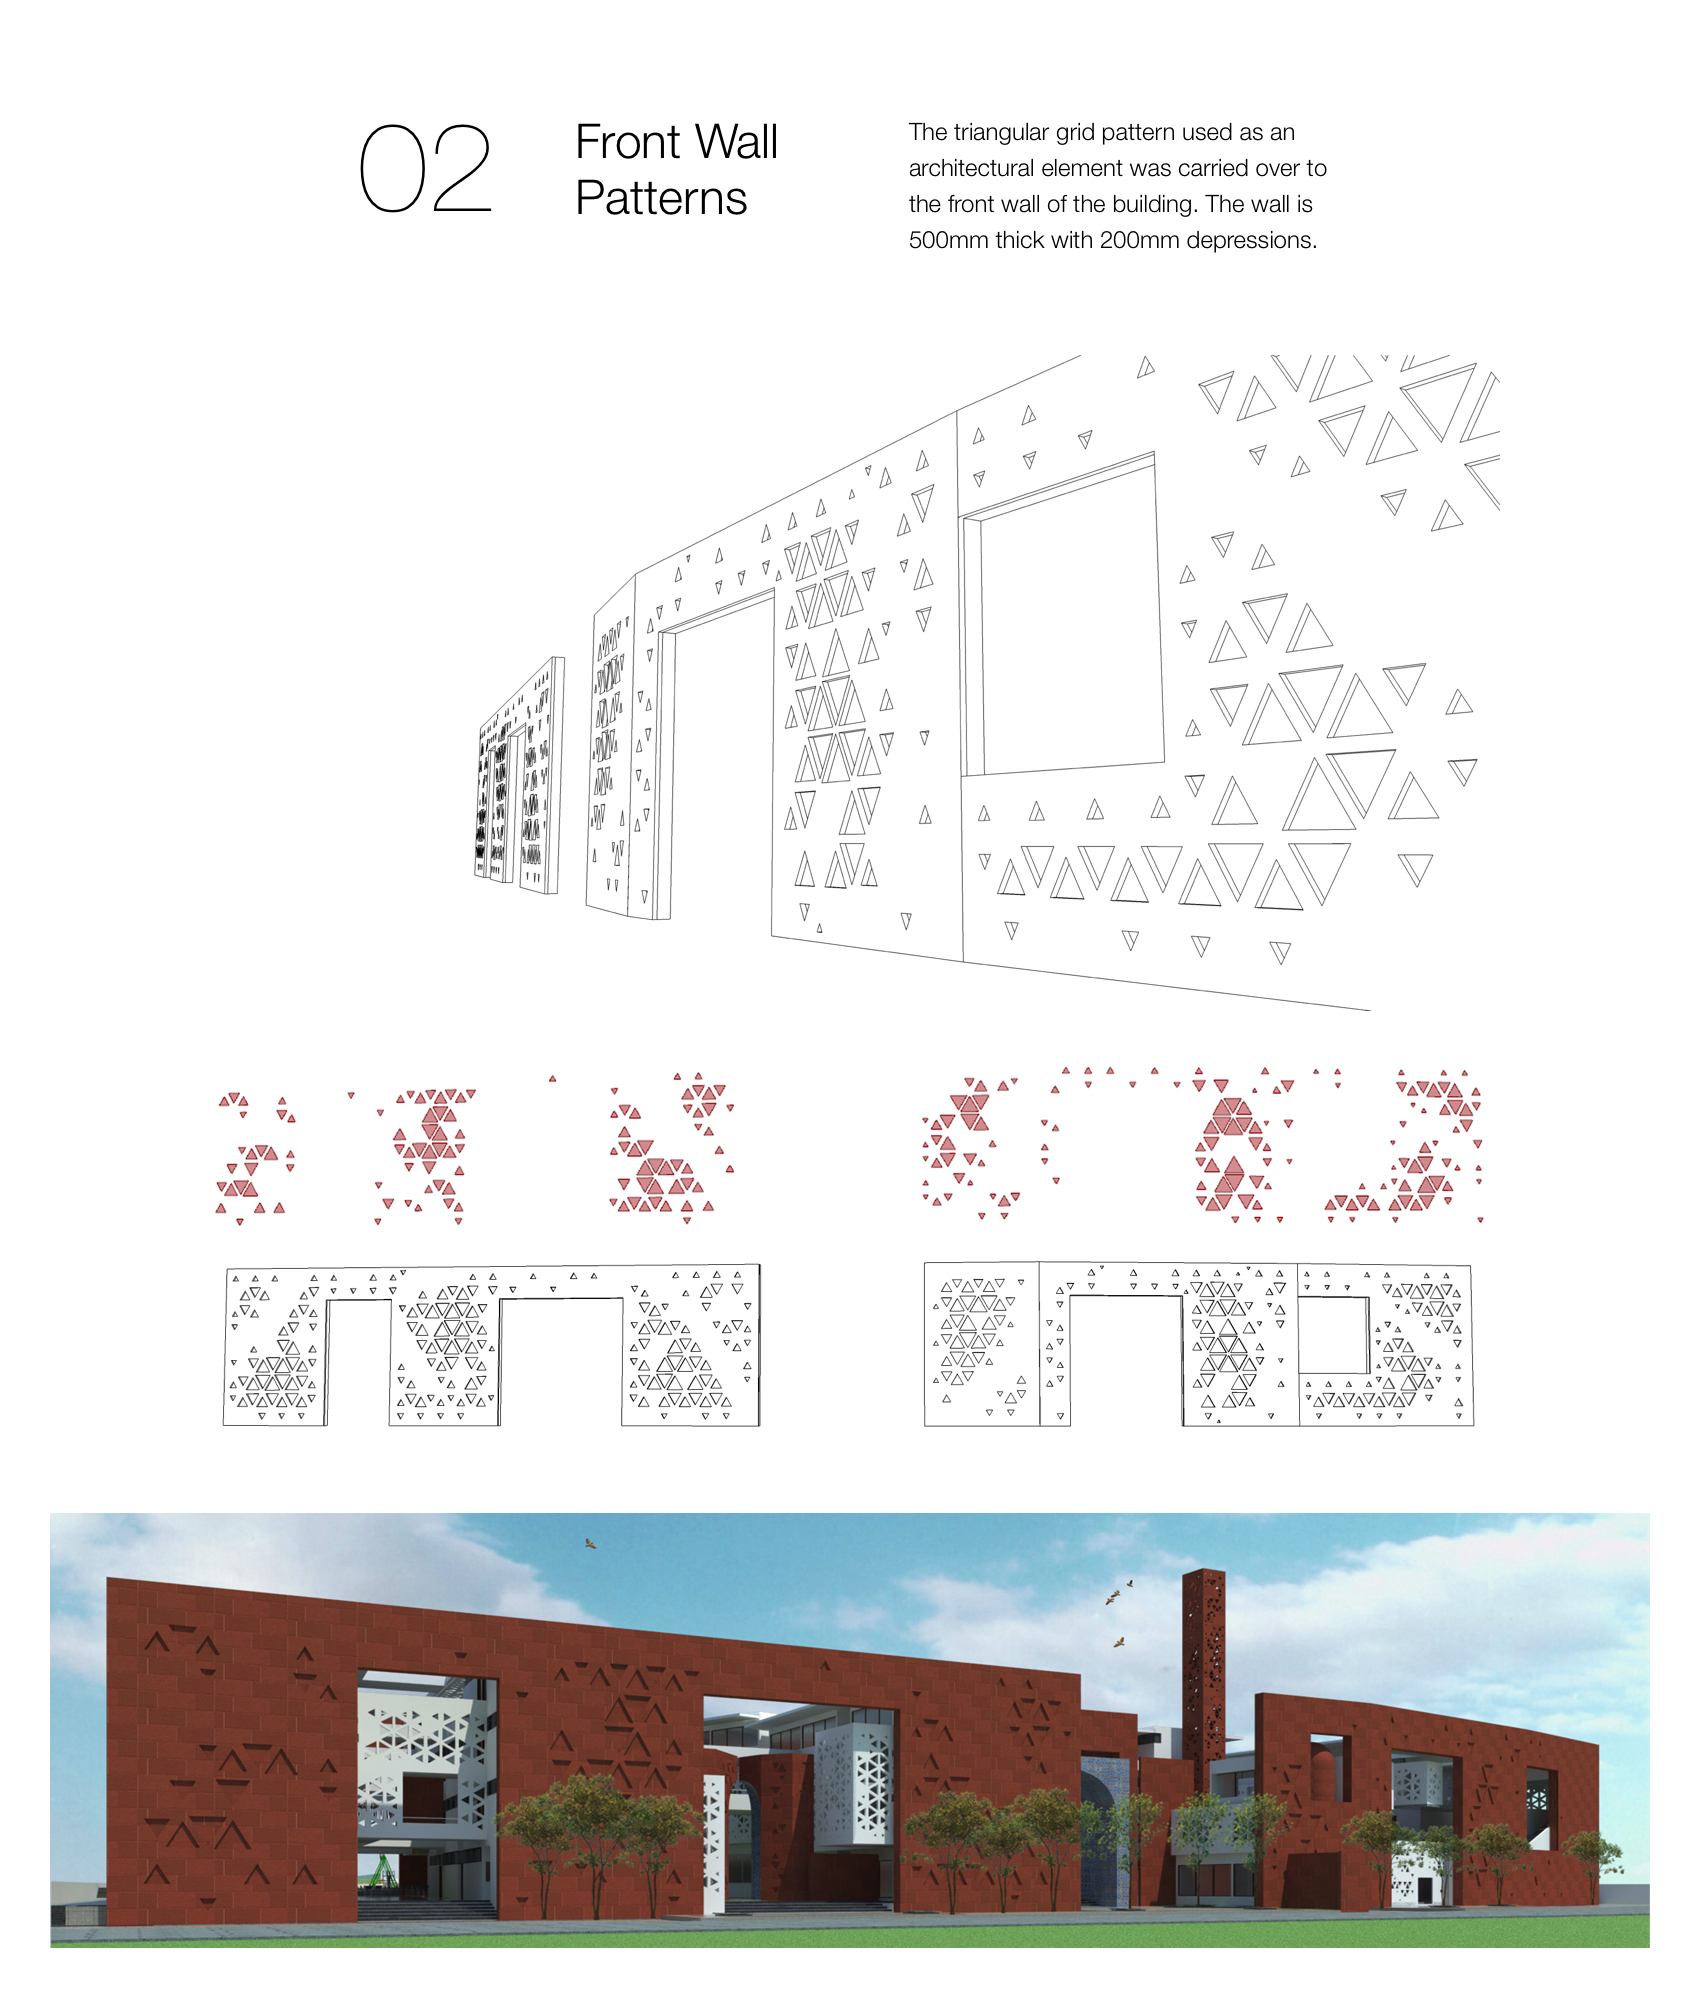 02
Front Wall
Patterns
The triangular grid pattern used as an
architectural element was carried over to
the front wall of the building. The wall is
500mm thick with 200mm depressions.